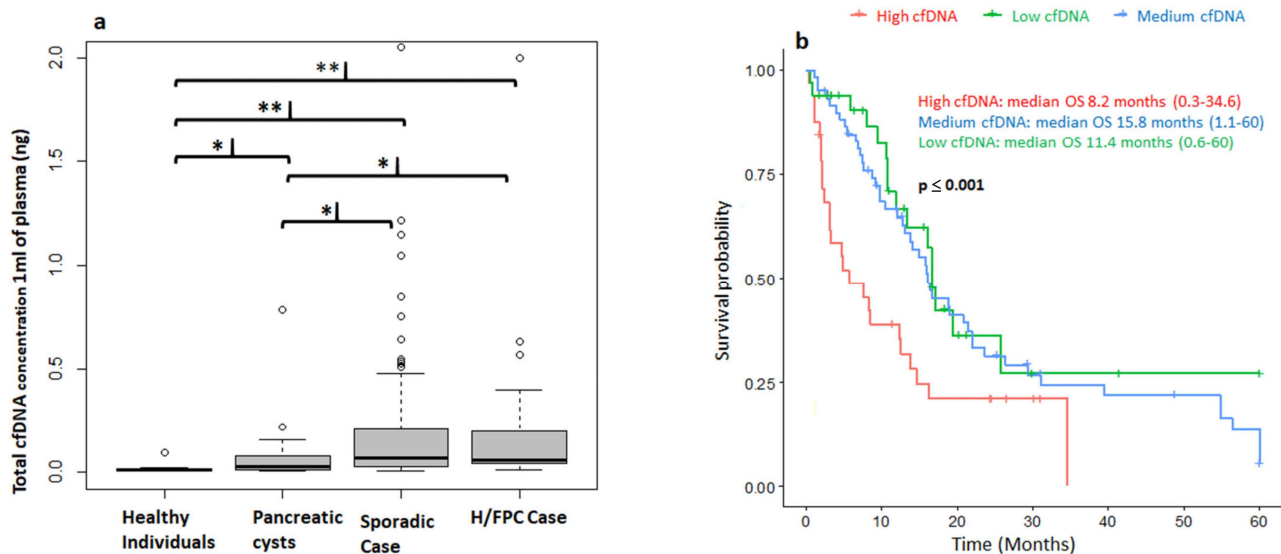 High cfDNA Low cfDNA Medium cfDNA
a
b
Total cfDNA concentration 1ml of plasma (ng)
2.0
1.5
1.0
0.5
0.0
**
**
*
*
*
Healthy Individuals
Pancreatic cysts
Sporadic Case
H/FPC Case
Survival probability
1.00
0.75
0.50
0.25
0.00
High cfDNA: median OS 8.2 months (0.3-34.6)
Medium cfDNA: median OS 15.8 months (1.1-60)
Low cfDNA: median OS 11.4 months (0.6-60)
p ≤ 0.001
0 10 20 30 40 50 60
Time (Months)